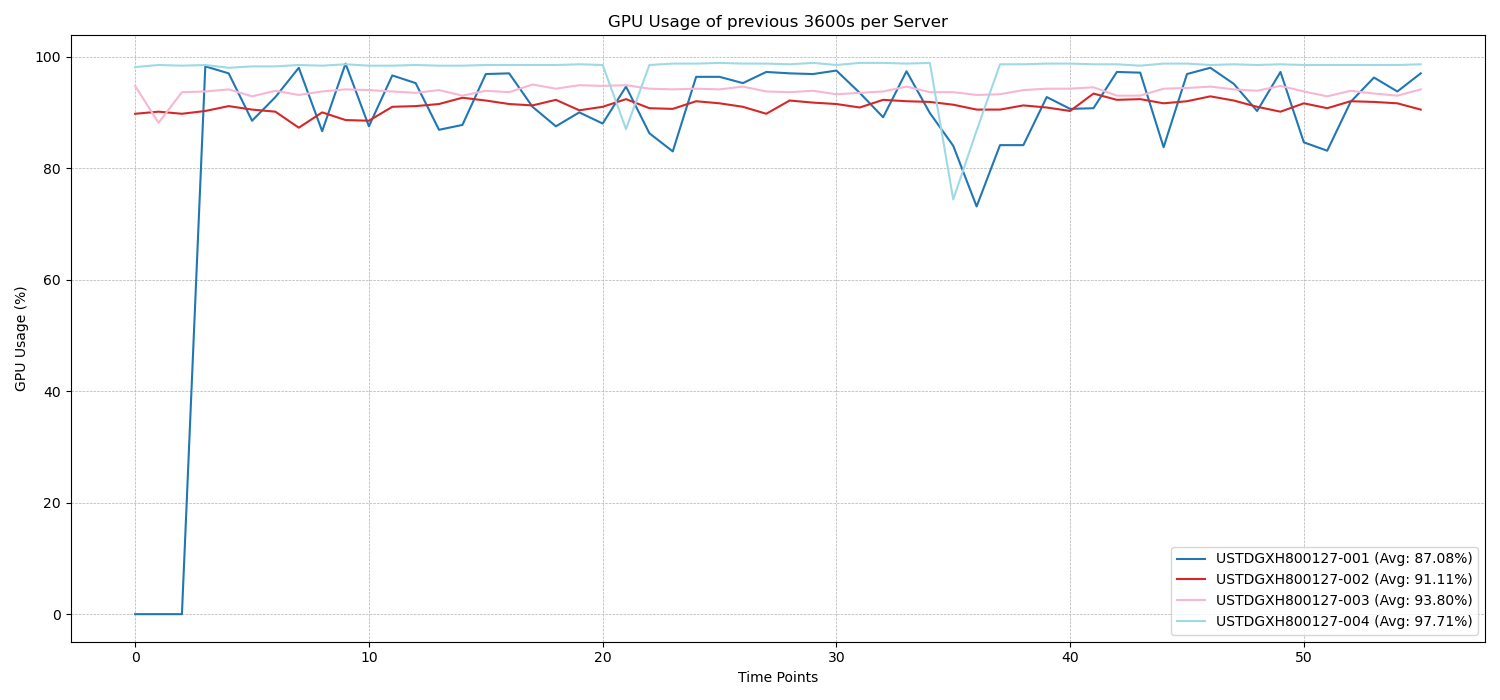 GPU Usage of previous 3600s per Server
GPU Usage (%)
100
80
60
40
20
0
0 10 20 30 40 50
Time Points
USTDGXH800127-001 (Avg: 87.08%)
USTDGXH800127-002 (Avg: 91.11%)
USTDGXH800127-003 (Avg: 93.80%)
USTDGXH800127-004 (Avg: 97.71%)